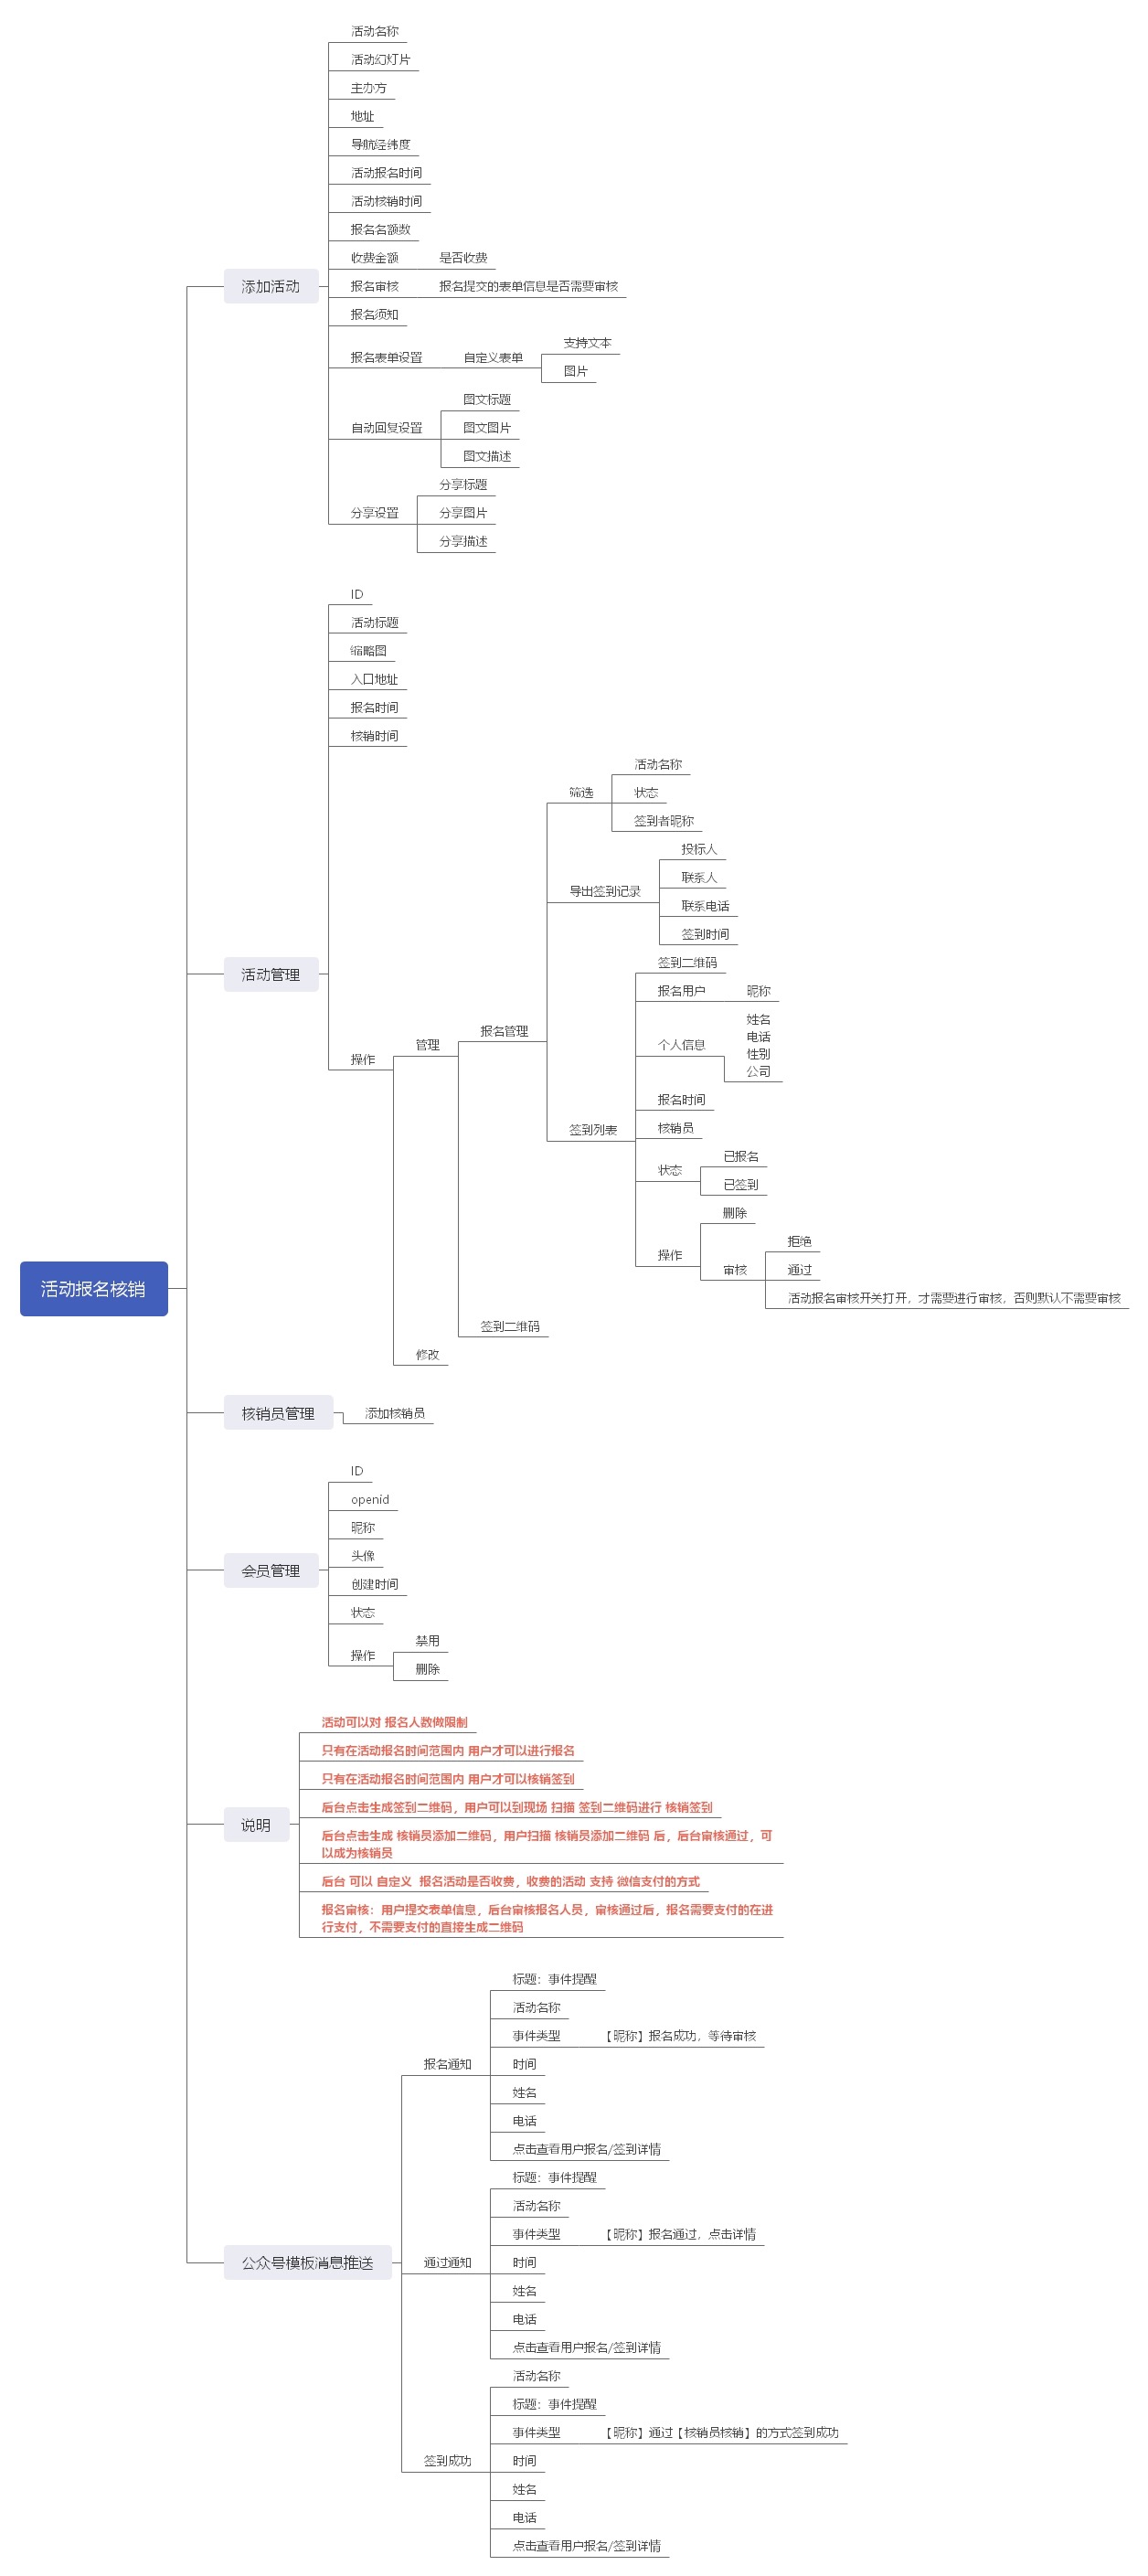 活动报名核销
添加活动
活动名称
活动幻灯片
主办方
地址
导航经纬度
活动报名时间
活动核销时间
报名名额数
收费金额
是否收费
报名审核
报名提交的表单信息是否需要审核
报名须知
报名表单设置
自定义表单
支持文本
图片
自动回复设置
图文标题
图文图片
图文描述
分享设置
分享标题
分享图片
分享描述
活动管理
ID
活动标题
缩略图
入口地址
报名时间
核销时间
操作
管理
报名管理
筛选
活动名称
状态
签到者昵称
导出签到记录
投标人
联系人
联系电话
签到时间
签到列表
签到二维码
报名用户
昵称
个人信息
姓名
电话
性别
公司
报名时间
核销员
状态
已报名
已签到
操作
删除
审核
拒绝
通过
活动报名审核开关打开，才需要进行审核，否则默认不需要审核
签到二维码
修改
核销员管理
添加核销员
会员管理
ID
openid
昵称
头像
创建时间
状态
操作
禁用
删除
说明
活动可以对 报名人数做限制
只有在活动报名时间范围内 用户才可以进行报名
只有在活动报名时间范围内 用户才可以核销签到
后台点击生成签到二维码，用户可以到现场 扫描 签到二维码进行 核销签到
后台点击生成 核销员添加二维码，用户扫描 核销员添加二维码 后，后台审核通过，可
以成为核销员
后台 可以 自定义  报名活动是否收费，收费的活动 支持 微信支付的方式
报名审核：用户提交表单信息，后台审核报名人员，审核通过后，报名需要支付的在进
行支付，不需要支付的直接生成二维码
公众号模板消息推送
报名通知
标题：事件提醒
活动名称
事件类型
【昵称】报名成功，等待审核
时间
姓名
电话
点击查看用户报名/签到详情
通过通知
标题：事件提醒
活动名称
事件类型
【昵称】报名通过，点击详情
时间
姓名
电话
点击查看用户报名/签到详情
签到成功
活动名称
标题：事件提醒
事件类型
【昵称】通过【核销员核销】的方式签到成功
时间
姓名
电话
点击查看用户报名/签到详情